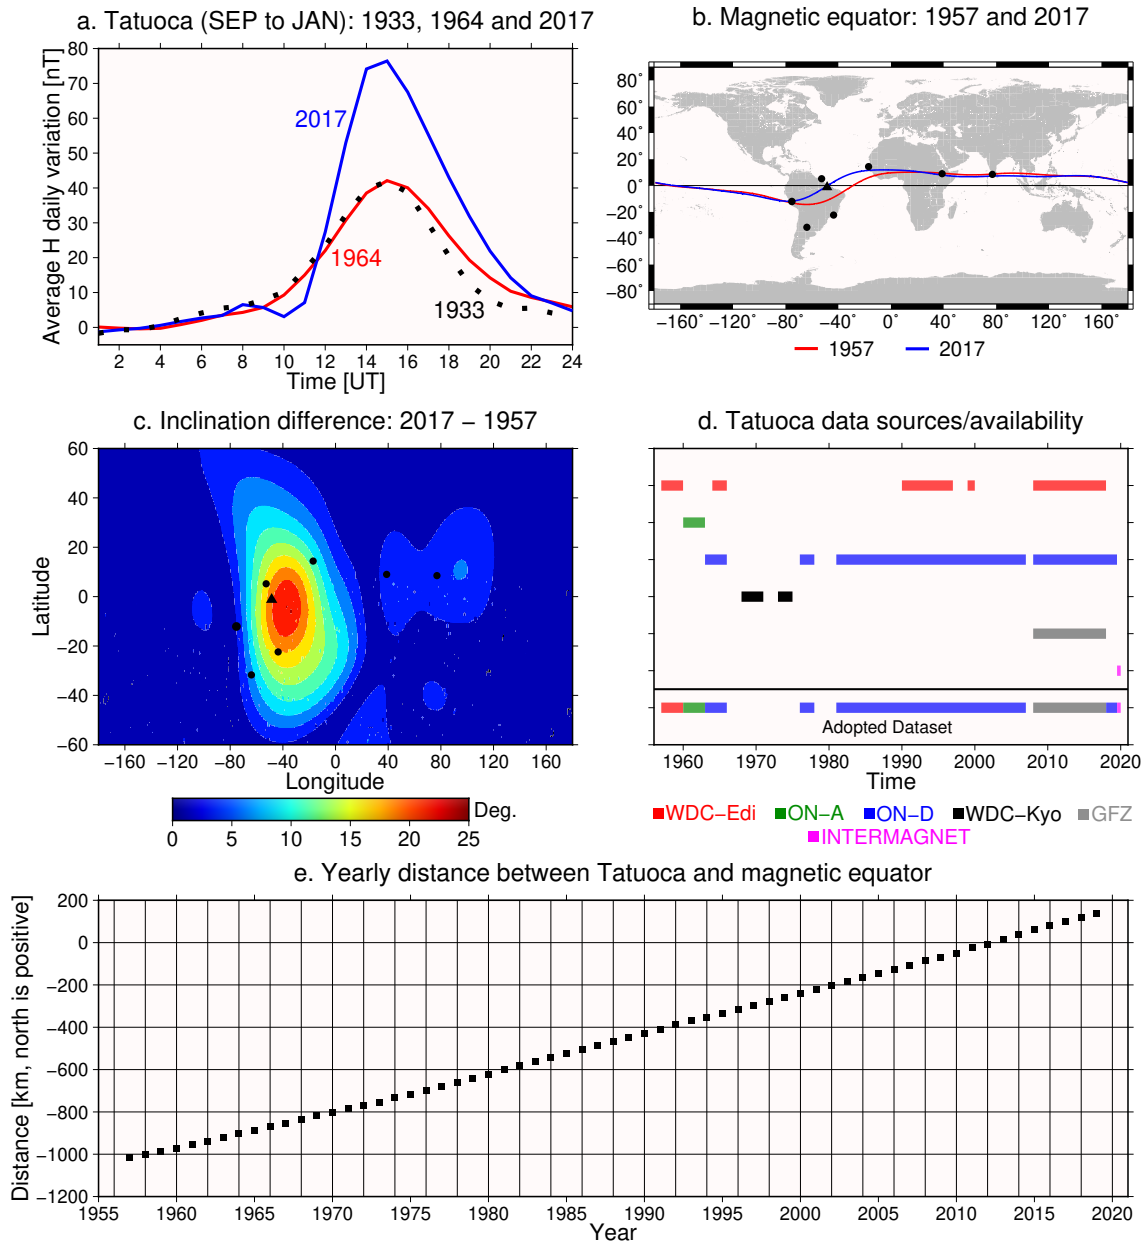 a. Tatuoca (SEP to JAN): 1933, 1964 and 2017
Average H daily variation [nT]
80
70
60
50
40
30
20
10
0
2017
1964
1933
2 4 6 8 10 12 14 16 18 20 22 24
Time [UT]
b. Magnetic equator: 1957 and 2017
80°
60°
40°
20°
0°
−20°
−40°
−60°
−80°
−160° −120° −80° −40° 0° 40° 80° 120° 160°
1957 2017
c. Inclination difference: 2017 − 1957
Latitude
60
40
20
0
−20
−40
−60
−160 −120 −80 −40 0 40 80 120 160
Longitude
Deg.
0 5 10 15 20 25
d. Tatuoca data sources/availability
Adopted Dataset
1960 1970 1980 1990 2000 2010 2020
Time
WDC−Edi ON−A ON−D WDC−Kyo GFZ
INTERMAGNET
e. Yearly distance between Tatuoca and magnetic equator
Distance [km, north is positive]
200
0
−200
−400
−600
−800
−1000
−1200
1955 1960 1965 1970 1975 1980 1985 1990 1995 2000 2005 2010 2015 2020
Year